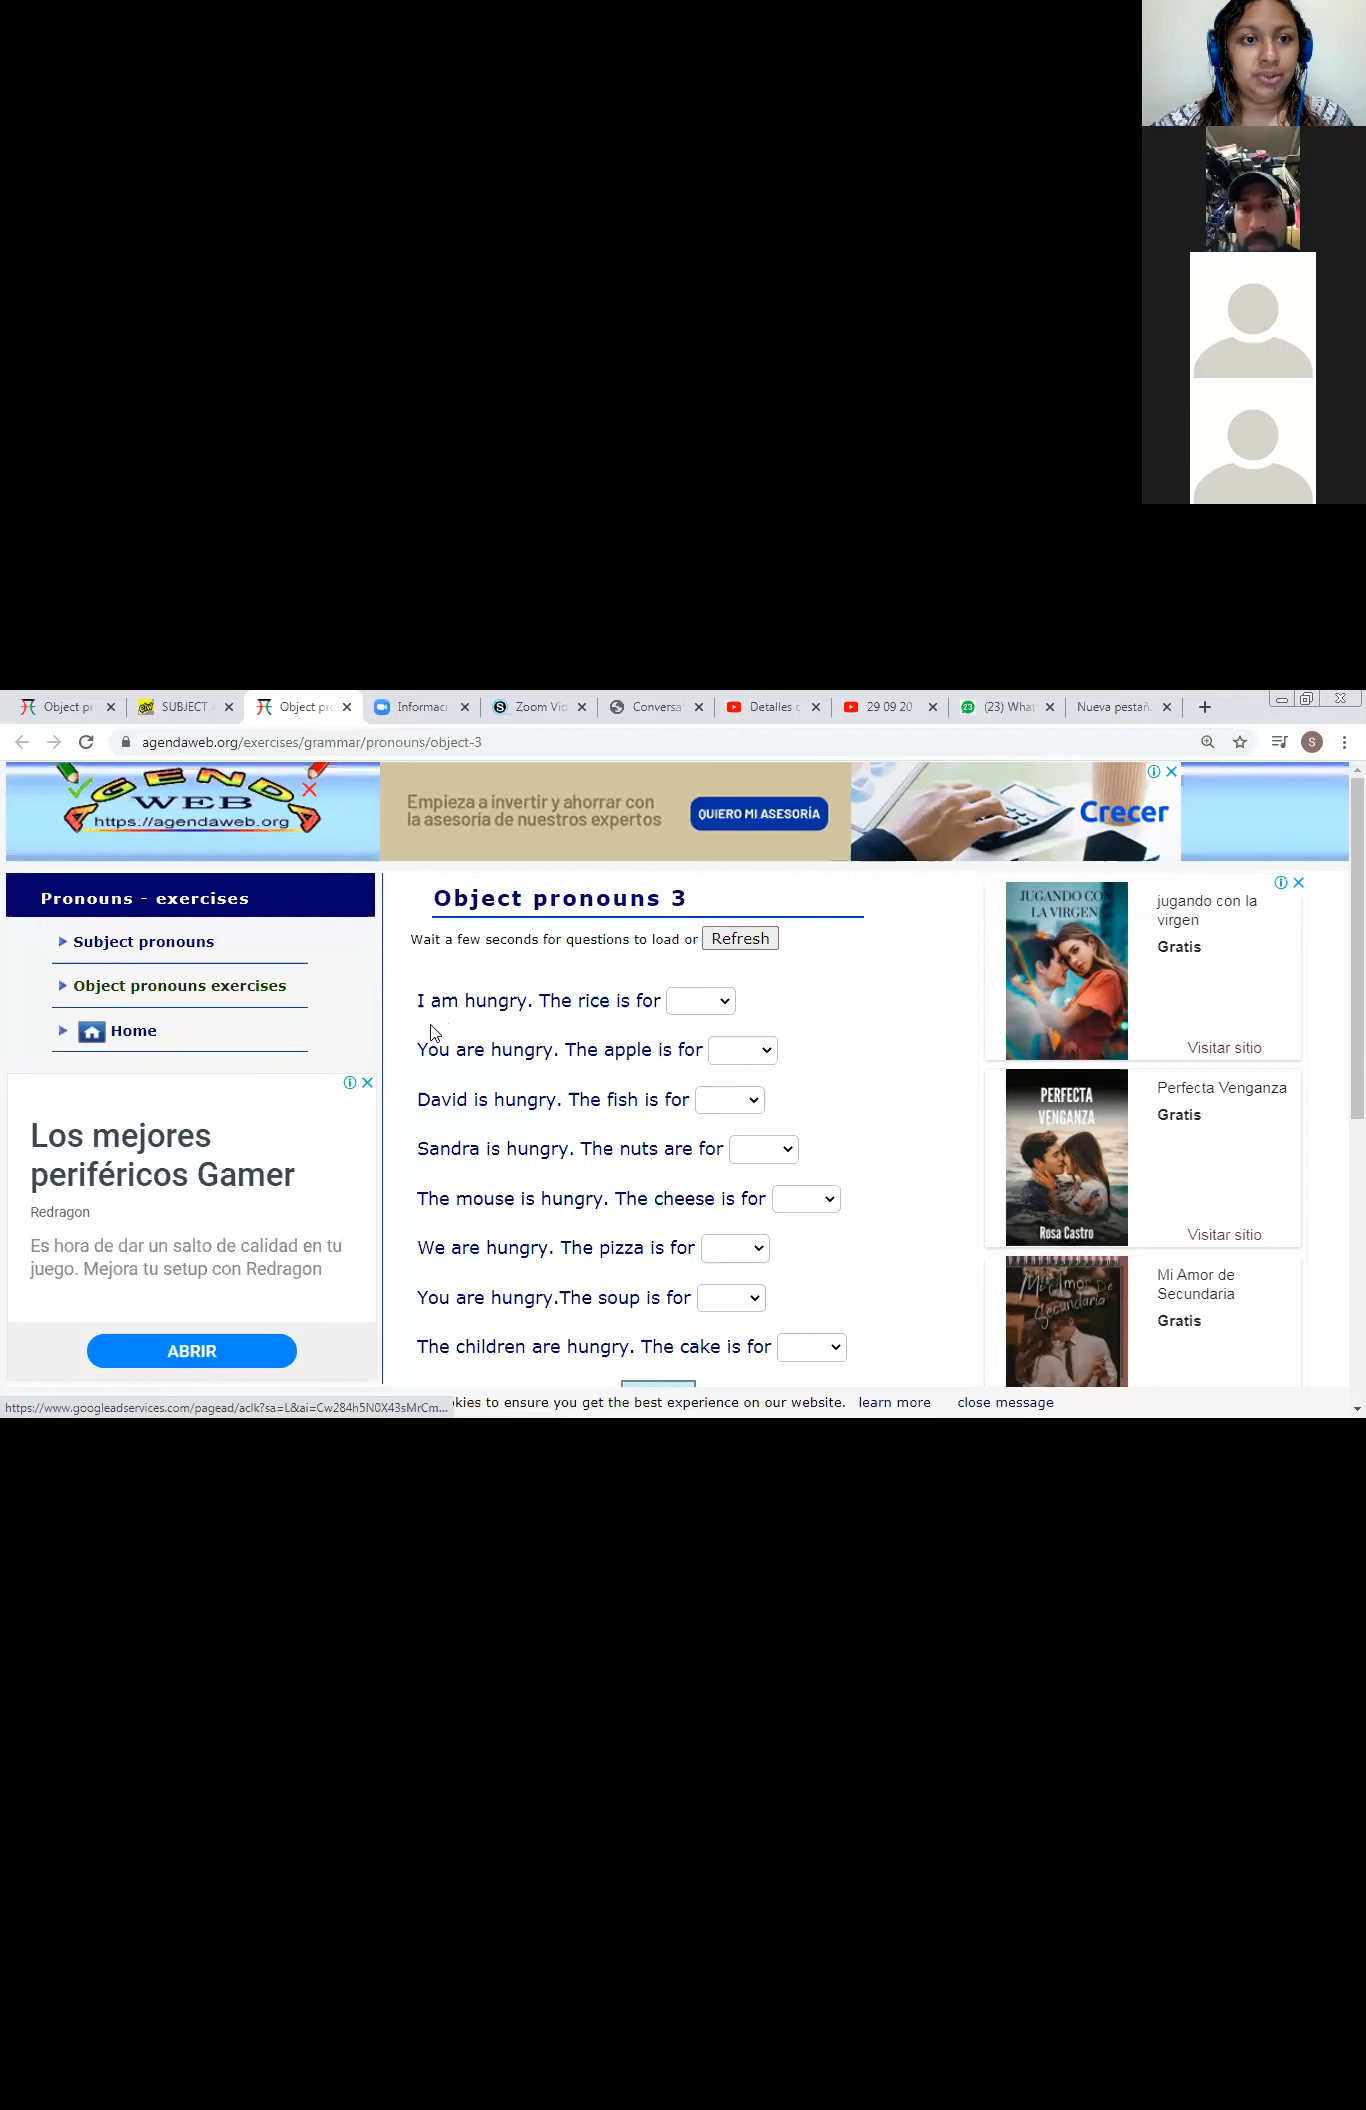 Object pr
SUBJECT
Object pro
Informac
Zoom Vid
Conversa
Detalles
29 09 20
(23) What
Nueva pestañ
agendaweb.org/exercises/grammar/pronouns/object-3
S
AGENDA
WEB
https://agendaweb.org
Empieza a invertir y ahorrar con
la asesoría de nuestros expertos
QUIERO MI ASESORÍA
Crecer
Pronouns - exercises
Subject pronouns
Object pronouns exercises
Home
Los mejores
periféricos Gamer
Redragon
Es hora de dar un salto de calidad en tu
juego. Mejora tu setup con Redragon
ABRIR
https://www.googleadservices.com/pagead/aclk?sa=L&ai=Cw284h5N0X43sMrCm...
Object pronouns 3
Wait a few seconds for questions to load or Refresh
I am hungry. The rice is for
You are hungry. The apple is for
David is hungry. The fish is for
Sandra is hungry. The nuts are for
The mouse is hungry. The cheese is for
We are hungry. The pizza is for
You are hungry.The soup is for
The children are hungry. The cake is for
kies to ensure you get the best experience on our website. learn more close message
JUGANDO CON
LA VIRGEN
jugando con la
virgen
Gratis
Visitar sitio
PERFECTA
VENGANZA
Rosa Castro
Perfecta Venganza
Gratis
Visitar sitio
Mi Amor De
Secundaria
Mi Amor de
Secundaria
Gratis